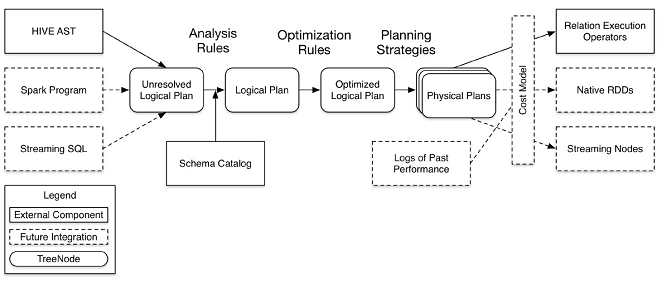 HIVE AST
Analysis
Rules
Optimization
Rules
Planning
Strategies
Relation Execution
Operators
Spark Program
Unresolved
Logical Plan
Logical Plan
Optimized
Logical Plan
Physical Plans
Cost Model
Native RDDs
Streaming SQL
Schema Catalog
Logs of Past
Performance
Streaming Nodes
Legend
External Component
Future Integration
TreeNode